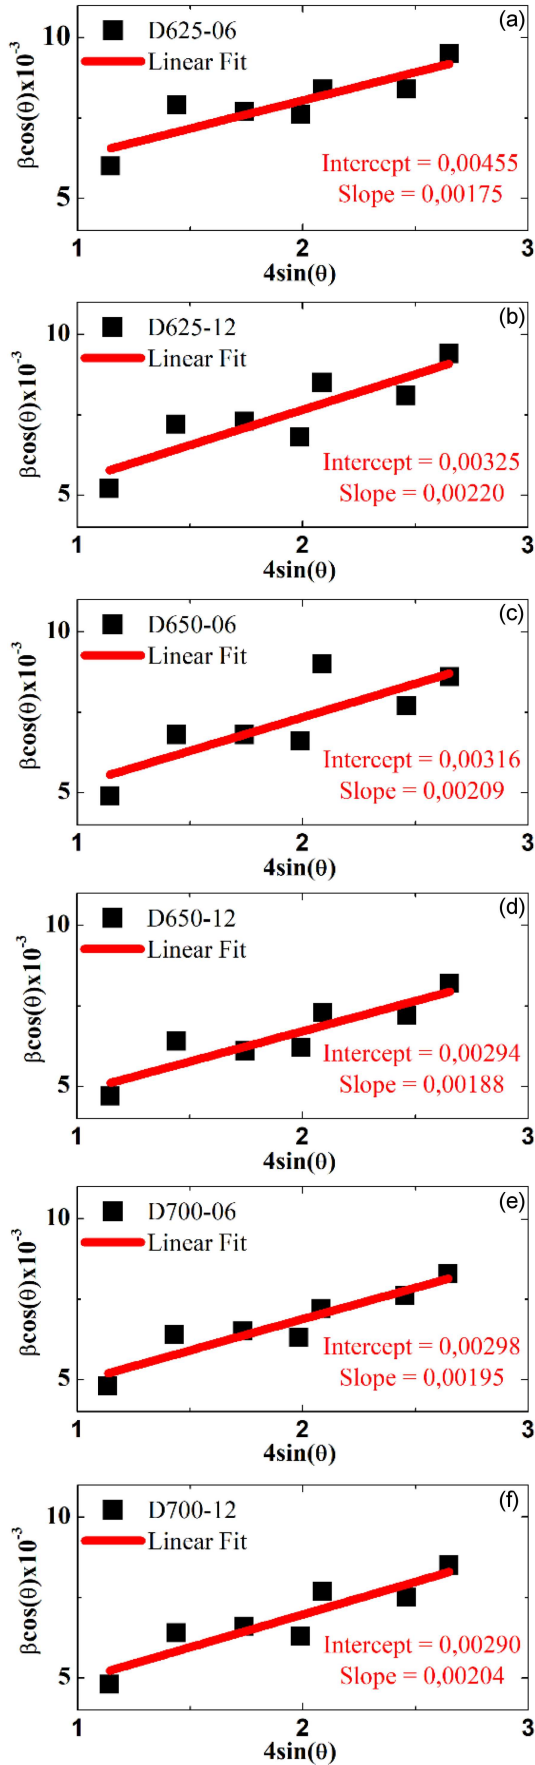 (a)
D625-06
Linear Fit
10
5
βcos(θ)x10⁻³
Intercept = 0,00455
Slope = 0,00175
1 2 3
4sin(θ)
(b)
D625-12
Linear Fit
10
5
βcos(θ)x10⁻³
Intercept = 0,00325
Slope = 0,00220
1 2 3
4sin(θ)
(c)
D650-06
Linear Fit
10
5
βcos(θ)x10⁻³
Intercept = 0,00316
Slope = 0,00209
1 2 3
4sin(θ)
(d)
D650-12
Linear Fit
10
5
βcos(θ)x10⁻³
Intercept = 0,00294
Slope = 0,00188
1 2 3
4sin(θ)
(e)
D700-06
Linear Fit
10
5
βcos(θ)x10⁻³
Intercept = 0,00298
Slope = 0,00195
1 2 3
4sin(θ)
(f)
D700-12
Linear Fit
10
5
βcos(θ)x10⁻³
Intercept = 0,00290
Slope = 0,00204
1 2 3
4sin(θ)